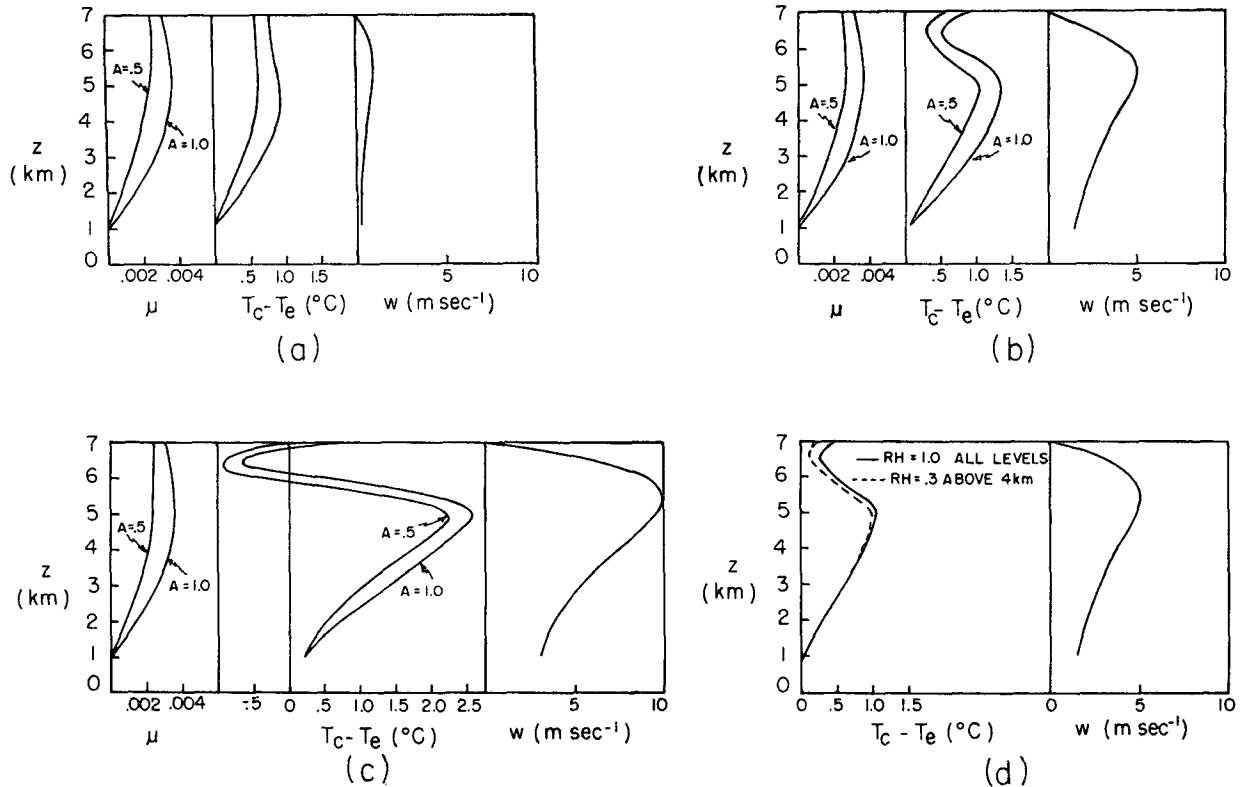 7
6
5
4
3
2
1
0
Z
(km)
A=.5
A=1.0
.002 .004
.5 1.0 1.5
5 10
μ
Tc-Te (°C)
w (m sec⁻¹)
(a)
7
6
5
4
3
2
1
0
Z
(km)
A=.5
A=1.0
A=.5
A=1.0
.002 .004
.5 1.0 1.5
5 10
μ
Tc-Te (°C)
w (m sec⁻¹)
(b)
7
6
5
4
3
2
1
0
Z
(km)
A=.5
A=1.0
A=.5
A=1.0
.002 .004
-.5 0 .5 1.0 1.5 2.0 2.5
5 10
μ
Tc-Te (°C)
w (m sec⁻¹)
(c)
7
6
5
4
3
2
1
0
Z
(km)
RH=1.0 ALL LEVELS
RH=.3 ABOVE 4km
0 .5 1.0 1.5
0 5 10
Tc-Te (°C)
w (m sec⁻¹)
(d)